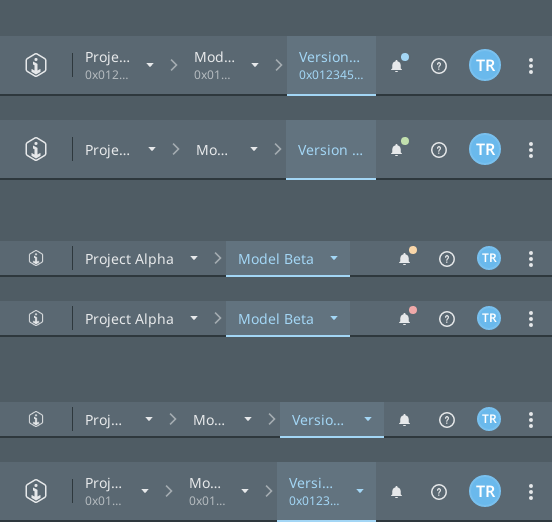 Proje... Mod... Version... TR
0x012... 0x01... 0x012345...
Proje... Mo... Version ... TR
Project Alpha Model Beta TR
Project Alpha Model Beta TR
Proj... Mo... Versio... TR
Proj... Mo... Versi... TR
0x01... 0x01... 0x0123...